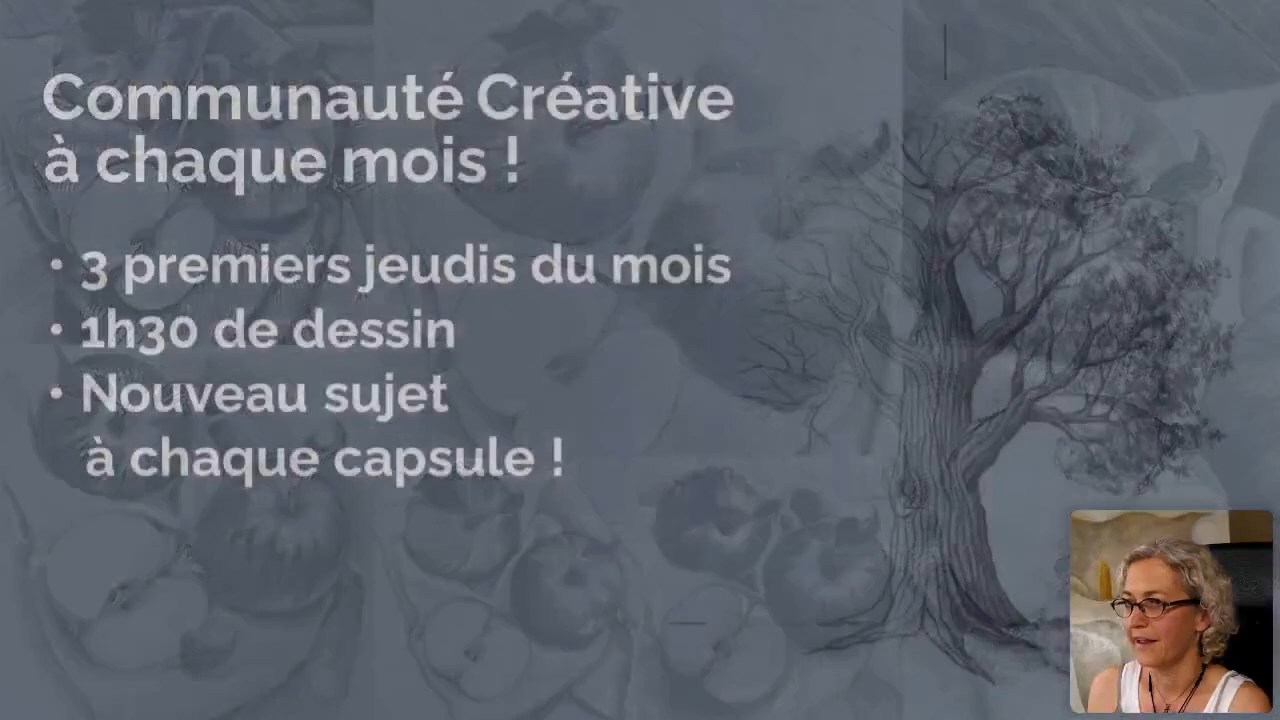 Communauté Créative
à chaque mois !
• 3 premiers jeudis du mois
• 1h30 de dessin
• Nouveau sujet
à chaque capsule !